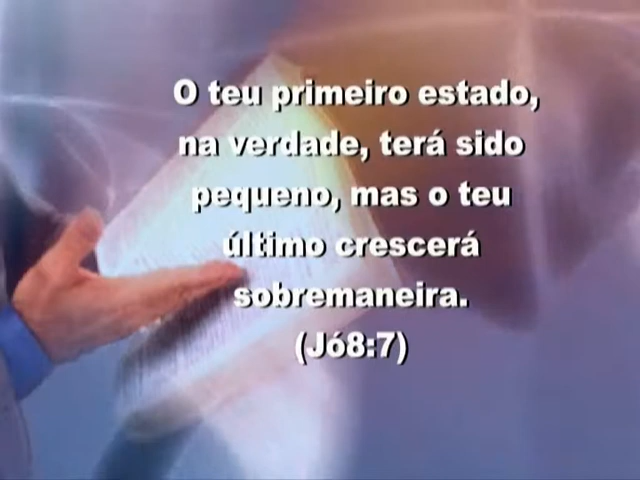 O teu primeiro estado,
na verdade, terá sido
pequeno, mas o teu
último crescerá
sobremaneira.
(Jó8:7)